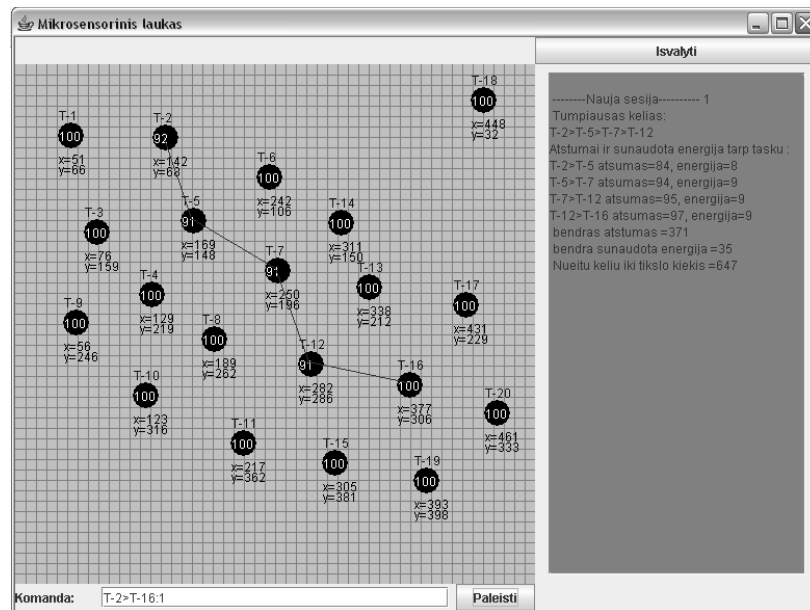 Mikrosensorinis laukas
Isvalyti
T-18
100
x=448
y=32
T-1
100
x=51
y=66
T-2
92
x=142
y=68
T-6
100
x=242
y=106
T-5
91
x=169
y=148
T-14
100
x=311
y=150
T-3
100
x=76
y=159
T-7
91
x=250
y=196
T-13
100
x=338
y=212
T-4
100
x=129
y=219
T-17
100
x=431
y=229
T-9
100
x=56
y=246
T-8
100
x=189
y=262
T-12
91
x=282
y=286
T-16
100
x=377
y=306
T-10
100
x=123
y=316
T-20
100
x=461
y=333
T-11
100
x=217
y=362
T-15
100
x=305
y=381
T-19
100
x=393
y=398
--------Nauja sesija---------- 1
Tumpiausas kelias:
T-2>T-5>T-7>T-12
Atstumai ir sunaudota energija tarp tasku :
T-2>T-5 atsumas=84, energija=8
T-5>T-7 atsumas=94, energija=9
T-7>T-12 atsumas=95, energija=9
T-12>T-16 atsumas=97, energija=9
bendras atstumas =371
bendra sunaudota energija =35
Nueitu keliu iki tikslo kiekis =647
Komanda:
T-2>T-16:1
Paleisti